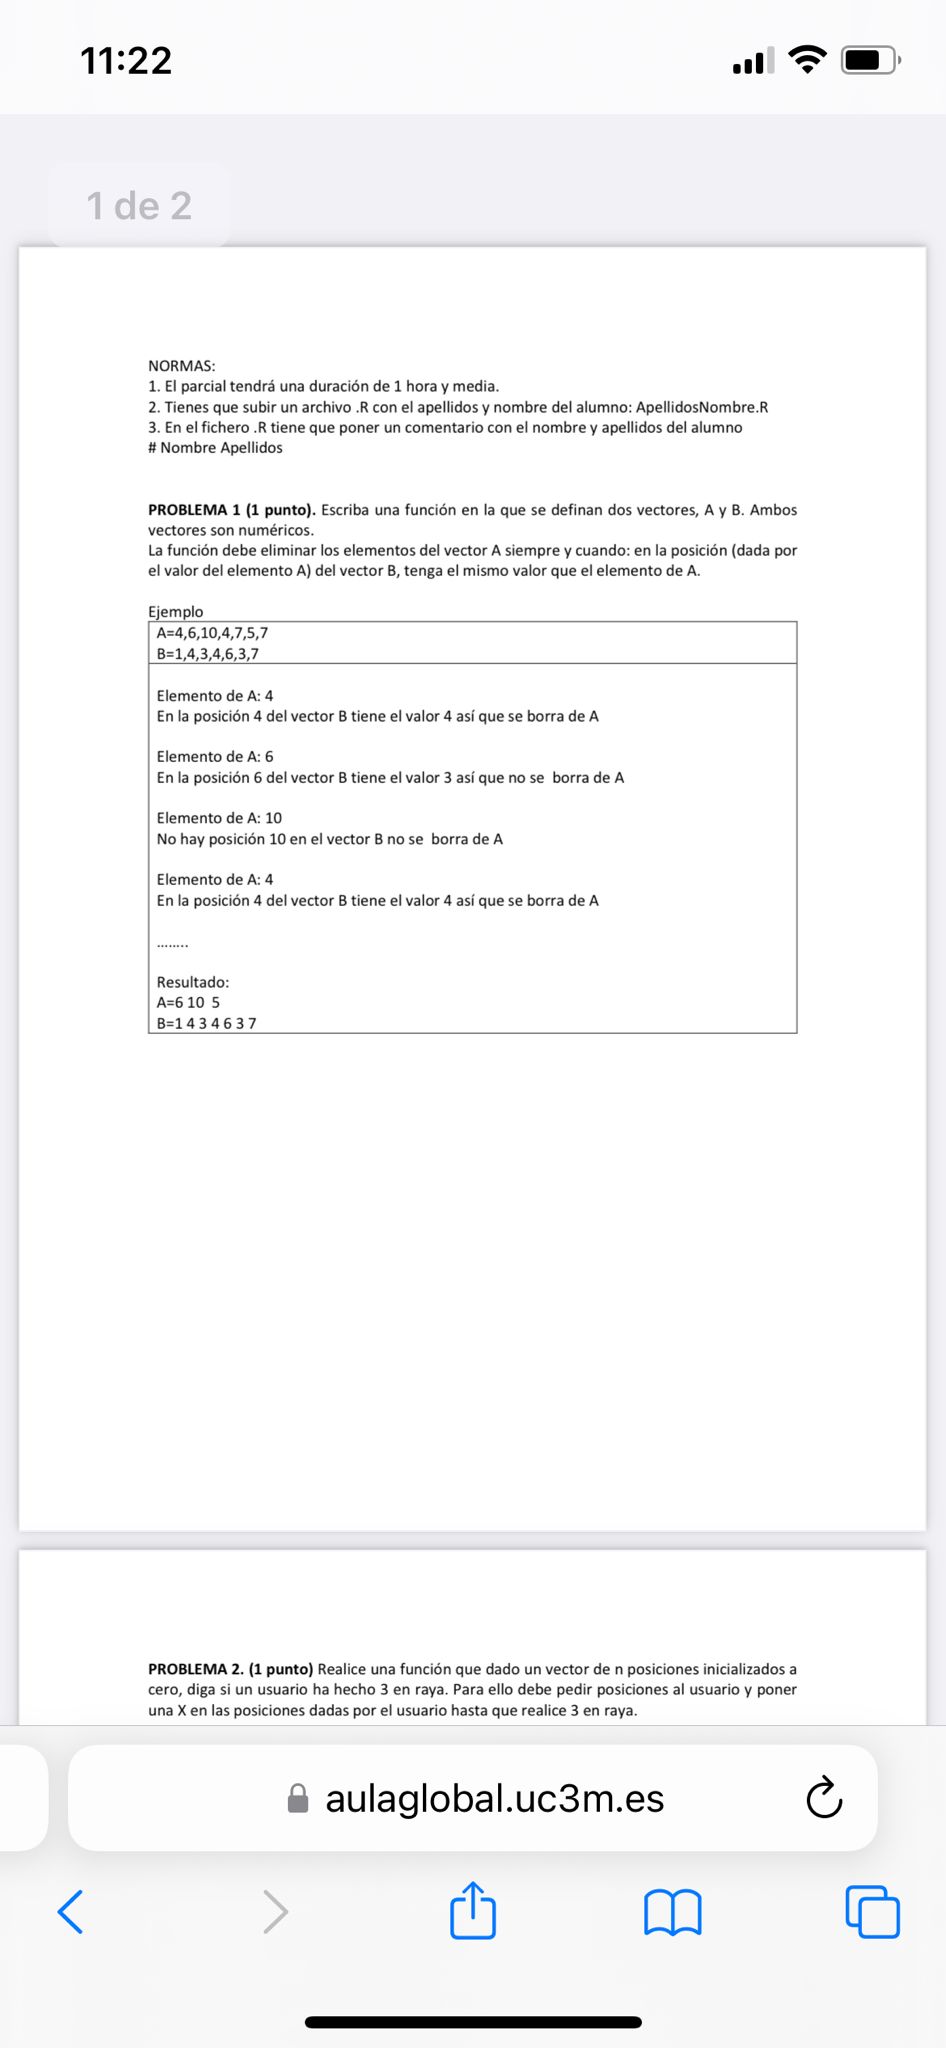 11:22
1 de 2
NORMAS:
1. El parcial tendrá una duración de 1 hora y media.
2. Tienes que subir un archivo .R con el apellidos y nombre del alumno: ApellidosNombre.R
3. En el fichero .R tiene que poner un comentario con el nombre y apellidos del alumno
# Nombre Apellidos
PROBLEMA 1 (1 punto). Escriba una función en la que se definan dos vectores, A y B. Ambos
vectores son numéricos.
La función debe eliminar los elementos del vector A siempre y cuando: en la posición (dada por
el valor del elemento A) del vector B, tenga el mismo valor que el elemento de A.
Ejemplo
A=4,6,10,4,7,5,7
B=1,4,3,4,6,3,7
Elemento de A: 4
En la posición 4 del vector B tiene el valor 4 así que se borra de A
Elemento de A: 6
En la posición 6 del vector B tiene el valor 3 así que no se  borra de A
Elemento de A: 10
No hay posición 10 en el vector B no se  borra de A
Elemento de A: 4
En la posición 4 del vector B tiene el valor 4 así que se borra de A
........
Resultado:
A=6 10  5
B=1 4 3 4 6 3 7
PROBLEMA 2. (1 punto) Realice una función que dado un vector de n posiciones inicializados a
cero, diga si un usuario ha hecho 3 en raya. Para ello debe pedir posiciones al usuario y poner
una X en las posiciones dadas por el usuario hasta que realice 3 en raya.
aulaglobal.uc3m.es